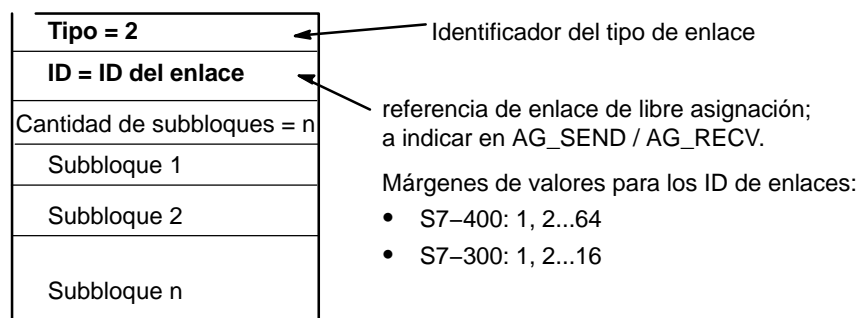 Tipo = 2
Identificador del tipo de enlace
ID = ID del enlace
referencia de enlace de libre asignación;
a indicar en AG_SEND / AG_RECV.
Cantidad de subbloques = n
Subbloque 1
Márgenes de valores para los ID de enlaces:
Subbloque 2
• S7–400: 1, 2...64
• S7–300: 1, 2...16
Subbloque n